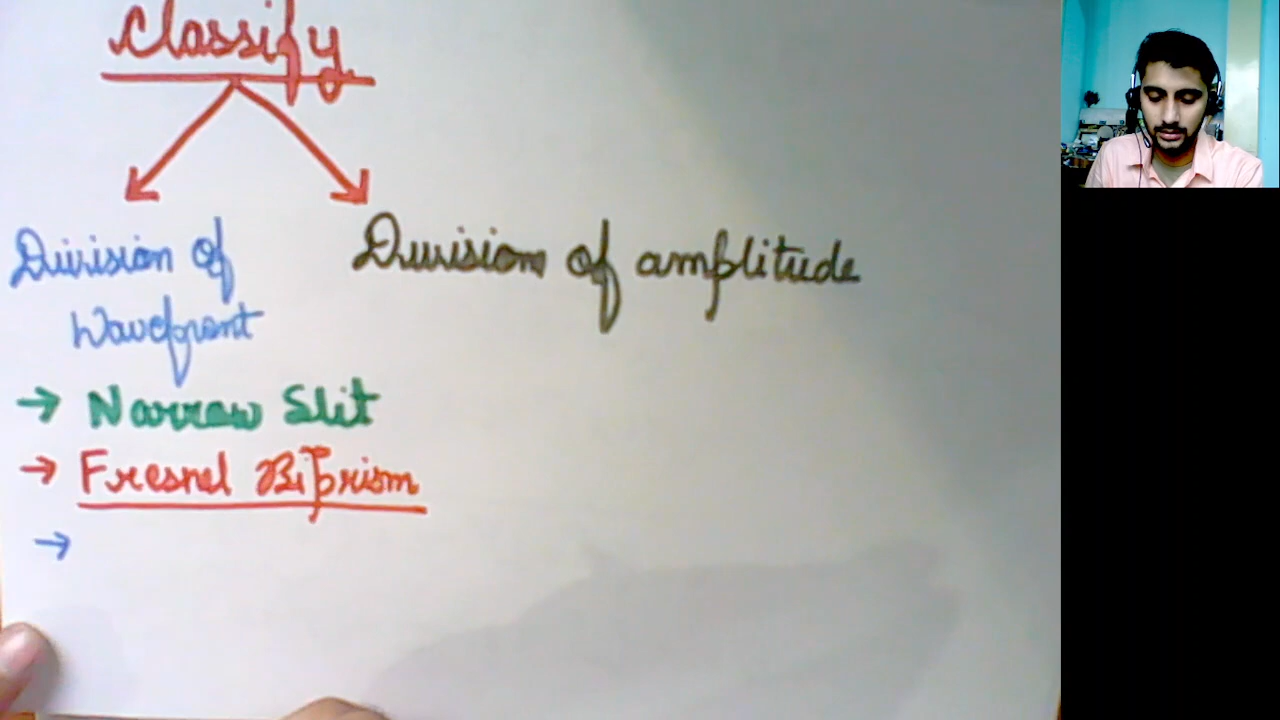 Classify
Division of
Wavefront
Division of amplitude
→ Narrow Slit
→ Fresnel BiPrism
→